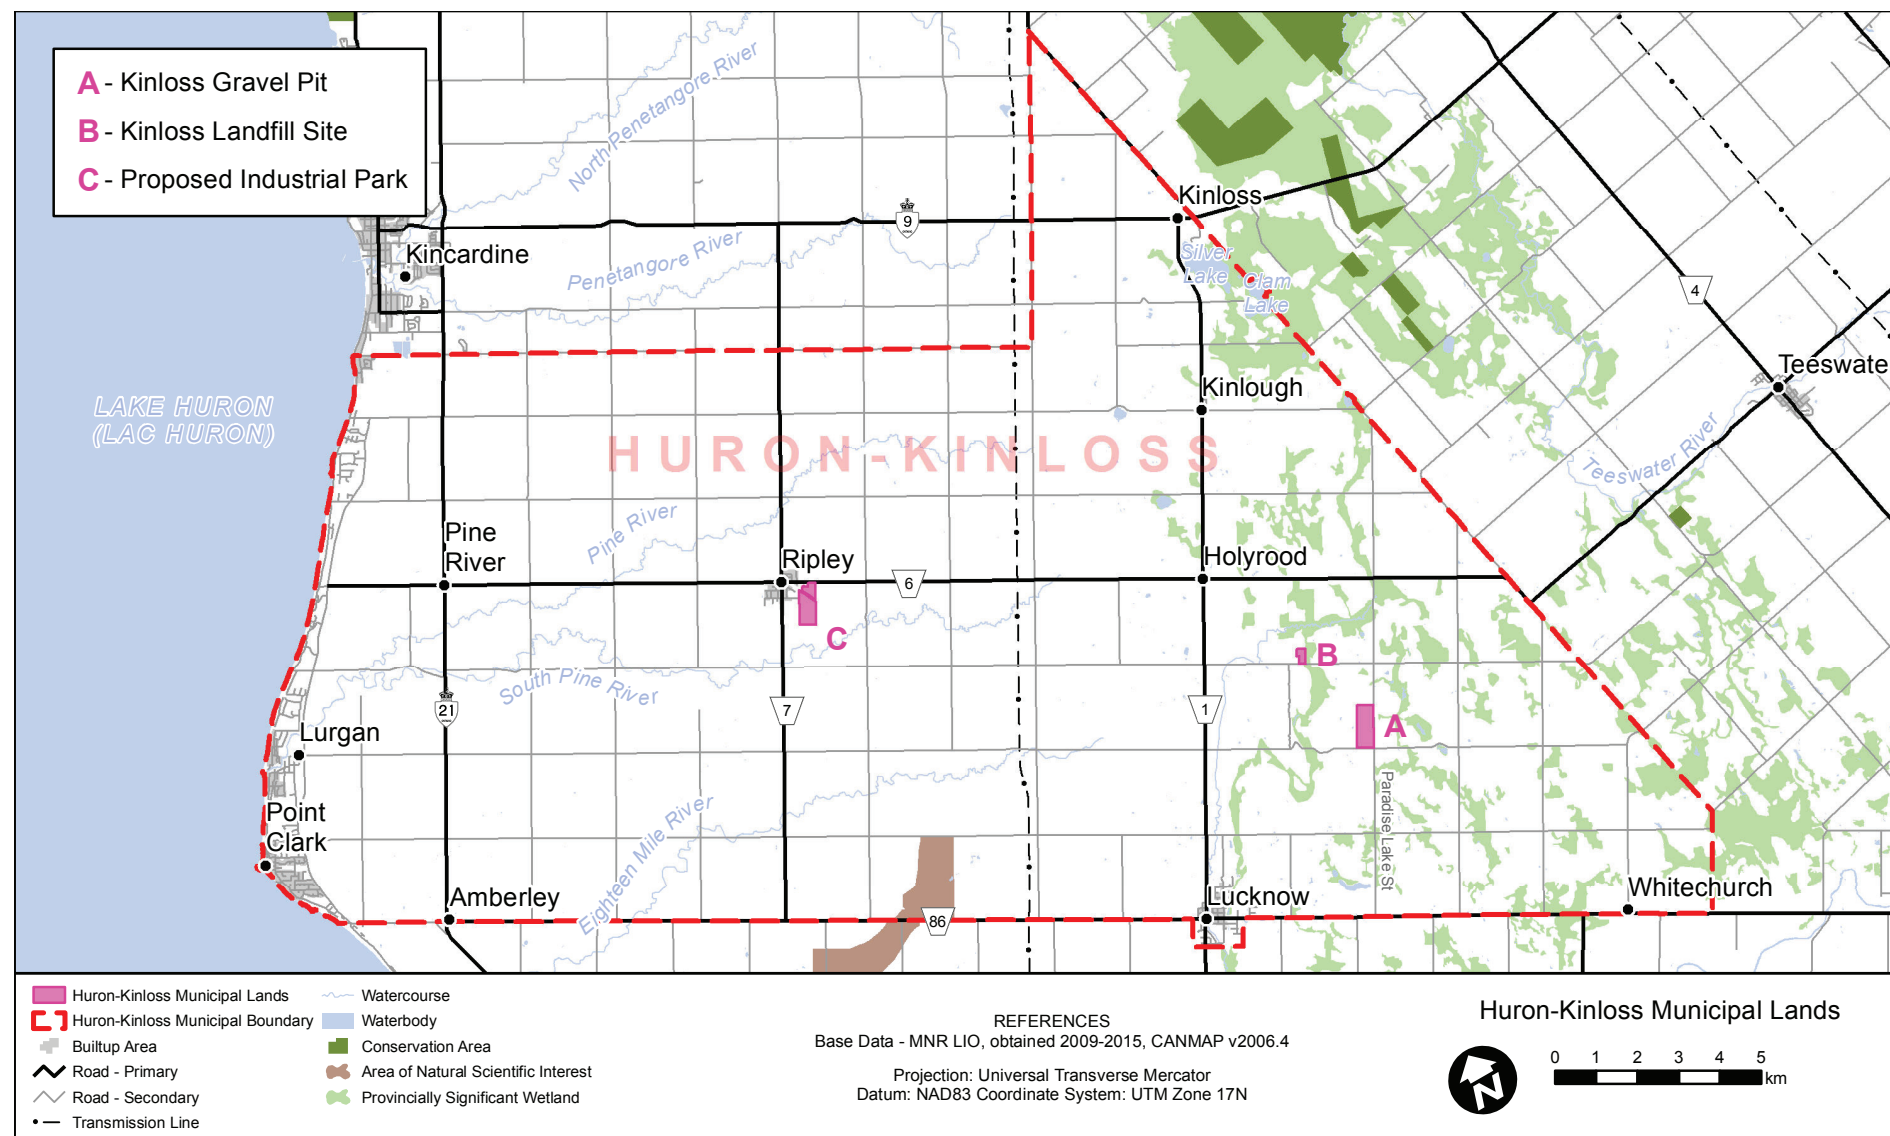 A - Kinloss Gravel Pit
B - Kinloss Landfill Site
C - Proposed Industrial Park
North Penetangore River
Kinloss
9
Kincardine
Penetangore River
Silver
Lake
Clam
Lake
4
Teeswate
LAKE HURON
(LAC HURON)
Kinlough
HURON-KINLOSS
Teeswater River
Pine
River
Pine River
Ripley
6
Holyrood
C
B
South Pine River
21
7
1
A
Lurgan
Paradise Lake St
Point
Clark
Eighteen Mile River
Amberley
86
Lucknow
Whitechurch
Huron-Kinloss Municipal Lands
Huron-Kinloss Municipal Boundary
Builtup Area
Road - Primary
Road - Secondary
Transmission Line
Watercourse
Waterbody
Conservation Area
Area of Natural Scientific Interest
Provincially Significant Wetland
REFERENCES
Base Data - MNR LIO, obtained 2009-2015, CANMAP v2006.4
Projection: Universal Transverse Mercator
Datum: NAD83 Coordinate System: UTM Zone 17N
Huron-Kinloss Municipal Lands
N
0 1 2 3 4 5
km